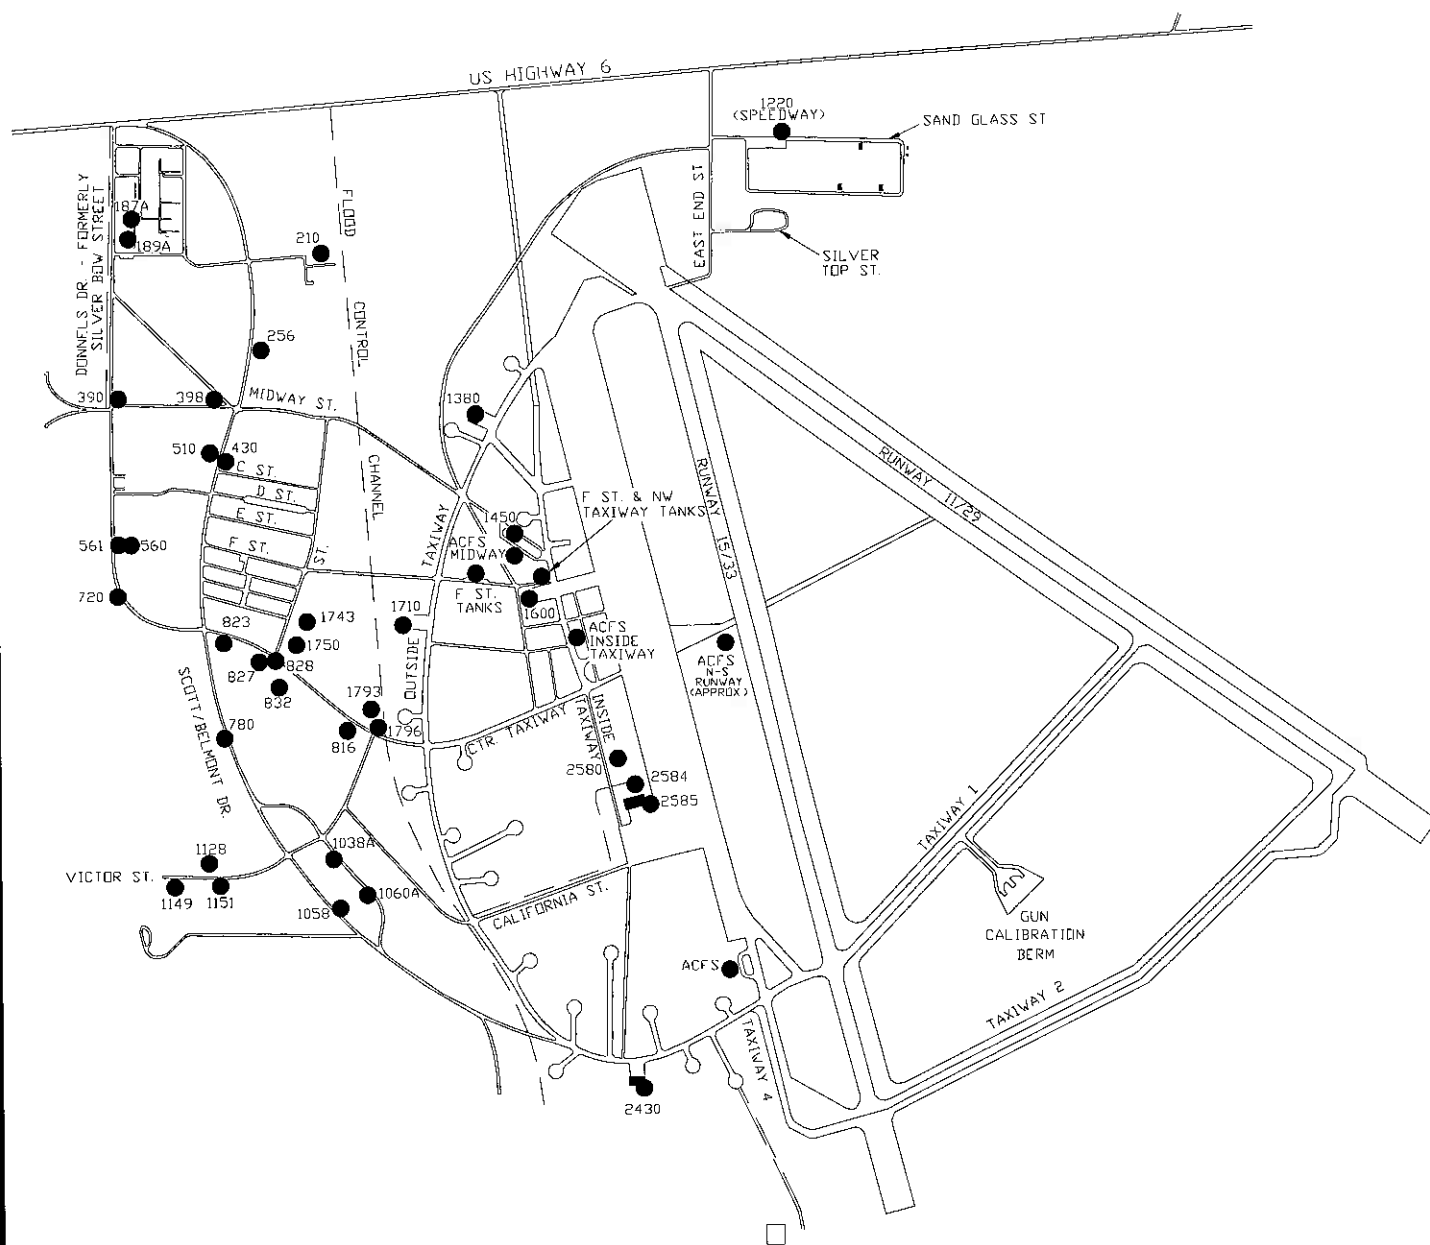 US HIGHWAY 6
1220
(SPEEDWAY)
SAND GLASS ST
DONNELS DR. - FORMERLY
SILVER BOW STREET
187A
189A
210
FLOOD
CONTROL
CHANNEL
EAST END ST
SILVER
TOP ST.
256
390
398
MIDWAY ST.
1380
510
430
C ST.
D ST.
E ST.
F ST.
ST.
TAXIWAY
RUNWAY 15/33
RUNWAY 11/29
F ST. & NW
TAXIWAY TANKS
1450
ACFS
MIDWAY
561
560
720
F ST.
TANKS
1600
823
1743
1710
1750
827
828
832
ACFS
INSIDE
TAXIWAY
ACFS
N-S
RUNWAY
(APPROX)
OUTSIDE
SCOTT/BELMONT DR.
780
1793
1796
816
CTR. TAXIWAY
INSIDE
TAXIWAY
2580
2584
2585
TAXIWAY 1
1128
1038A
VICTOR ST.
1149
1151
1058
1060A
CALIFORNIA ST.
GUN
CALIBRATION
BERM
ACFS
TAXIWAY 2
TAXIWAY 4
2430